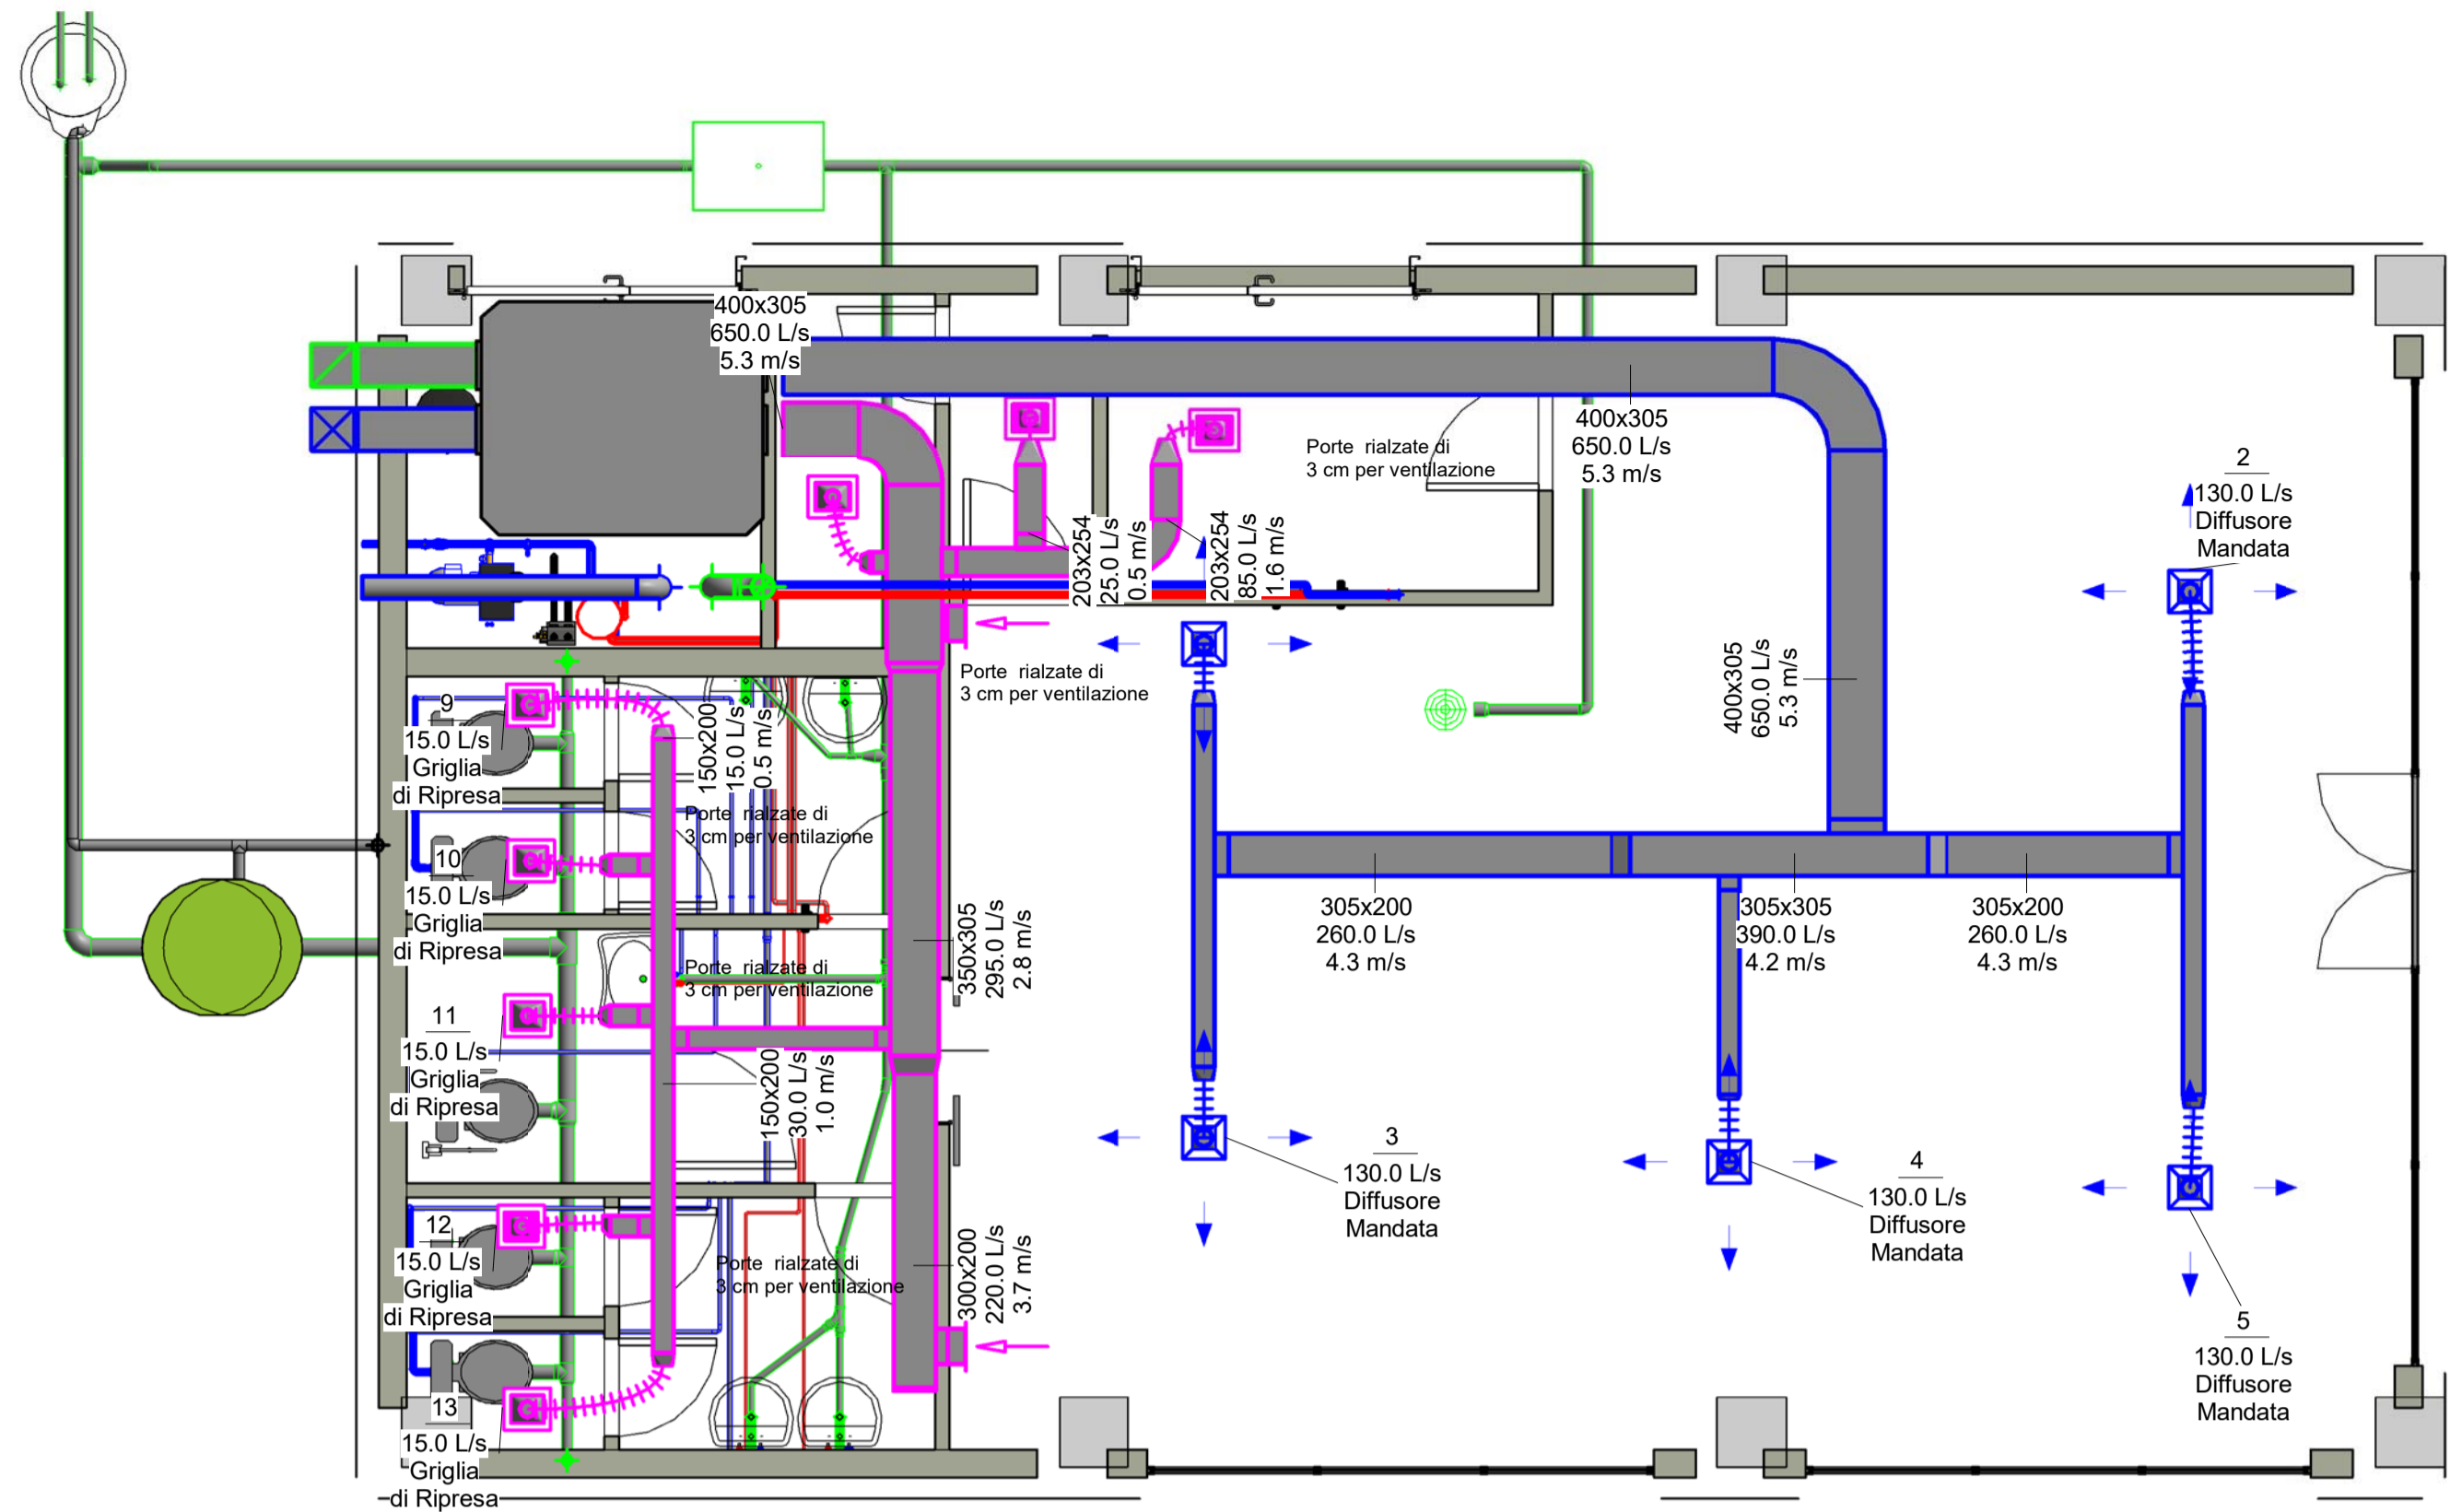 400x305
650.0 L/s
5.3 m/s
400x305
650.0 L/s
5.3 m/s
Porte rialzate di
3 cm per ventilazione
2
130.0 L/s
Diffusore
Mandata
203x254
25.0 L/s
0.5 m/s
203x254
85.0 L/s
1.6 m/s
Porte rialzate di
3 cm per ventilazione
400x305
650.0 L/s
5.3 m/s
9
15.0 L/s
Griglia
di Ripresa
150x200
15.0 L/s
0.5 m/s
Porte rialzate di
3 cm per ventilazione
10
15.0 L/s
Griglia
di Ripresa
305x200
260.0 L/s
4.3 m/s
305x305
390.0 L/s
4.2 m/s
305x200
260.0 L/s
4.3 m/s
350x305
295.0 L/s
2.8 m/s
Porte rialzate di
3 cm per ventilazione
11
15.0 L/s
Griglia
di Ripresa
150x200
30.0 L/s
1.0 m/s
3
130.0 L/s
Diffusore
Mandata
4
130.0 L/s
Diffusore
Mandata
12
15.0 L/s
Griglia
di Ripresa
Porte rialzate di
3 cm per ventilazione
300x200
220.0 L/s
3.7 m/s
5
130.0 L/s
Diffusore
Mandata
13
15.0 L/s
Griglia
di Ripresa